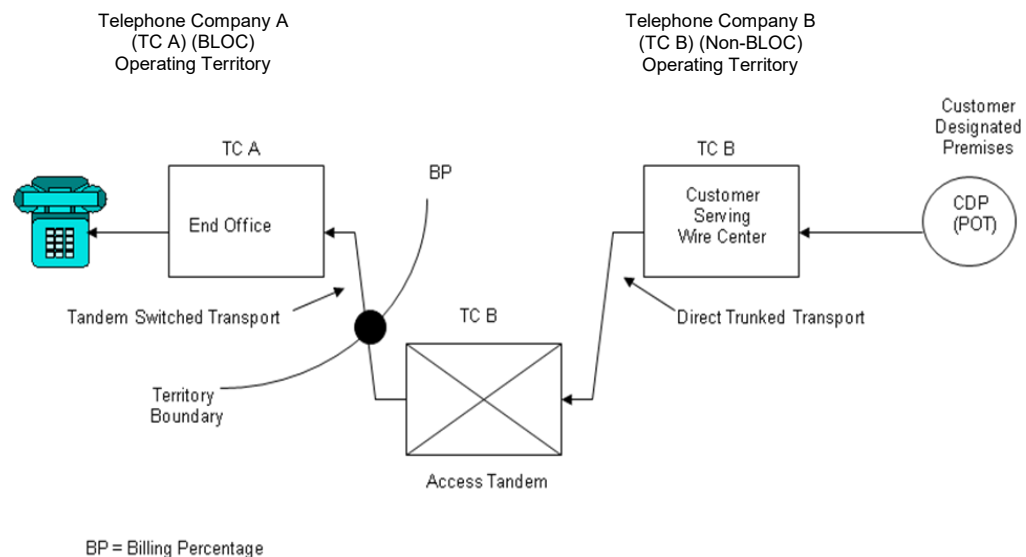 Telephone Company A
(TC A) (BLOC)
Operating Territory
Telephone Company B
(TC B) (Non-BLOC)
Operating Territory
Customer
Designated
Premises
TC A
BP
TC B
End Office
Customer
Serving
Wire Center
CDP
(POT)
Tandem Switched Transport
TC B
Direct Trunked Transport
Territory
Boundary
Access Tandem
BP = Billing Percentage